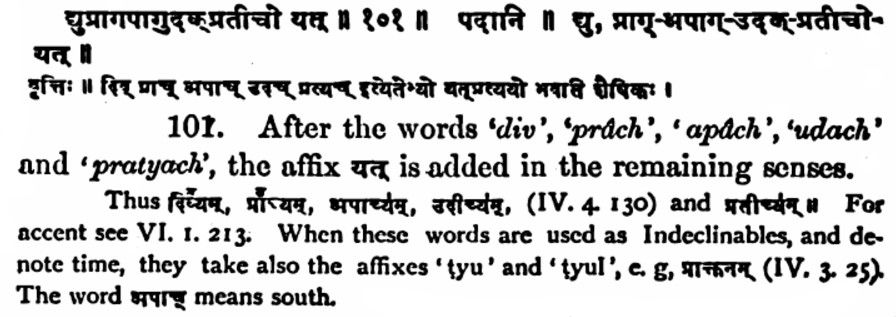 द्युप्रागपागुदक्प्रतीचो यत् ॥ १०१ ॥ पदानि ॥ द्यु, प्राग्-अपाग्-उदक्-प्रतीचो-
यत् ॥
वृत्तिः ॥ दिव् प्राच् अपाच् उदच् प्रत्यच् इत्येतेभ्यो यत्प्रत्ययो भवति शैषिकः ।
101. After the words 'div', 'prâch', 'apâch', 'udach'
and 'pratyach', the affix यत् is added in the remaining senses.
Thus दिव्यम्, प्राच्यम्, अपाच्यम्, उदीच्यम्, (IV. 4. 130) and प्रतीच्यम्॥ For
accent see VI. 1. 213. When these words are used as Indeclinables, and de-
note time, they take also the affixes 'ṭyu' and 'ṭyul', e. g, प्राक्तनम् (IV. 3. 25).
The word अपाच् means south.